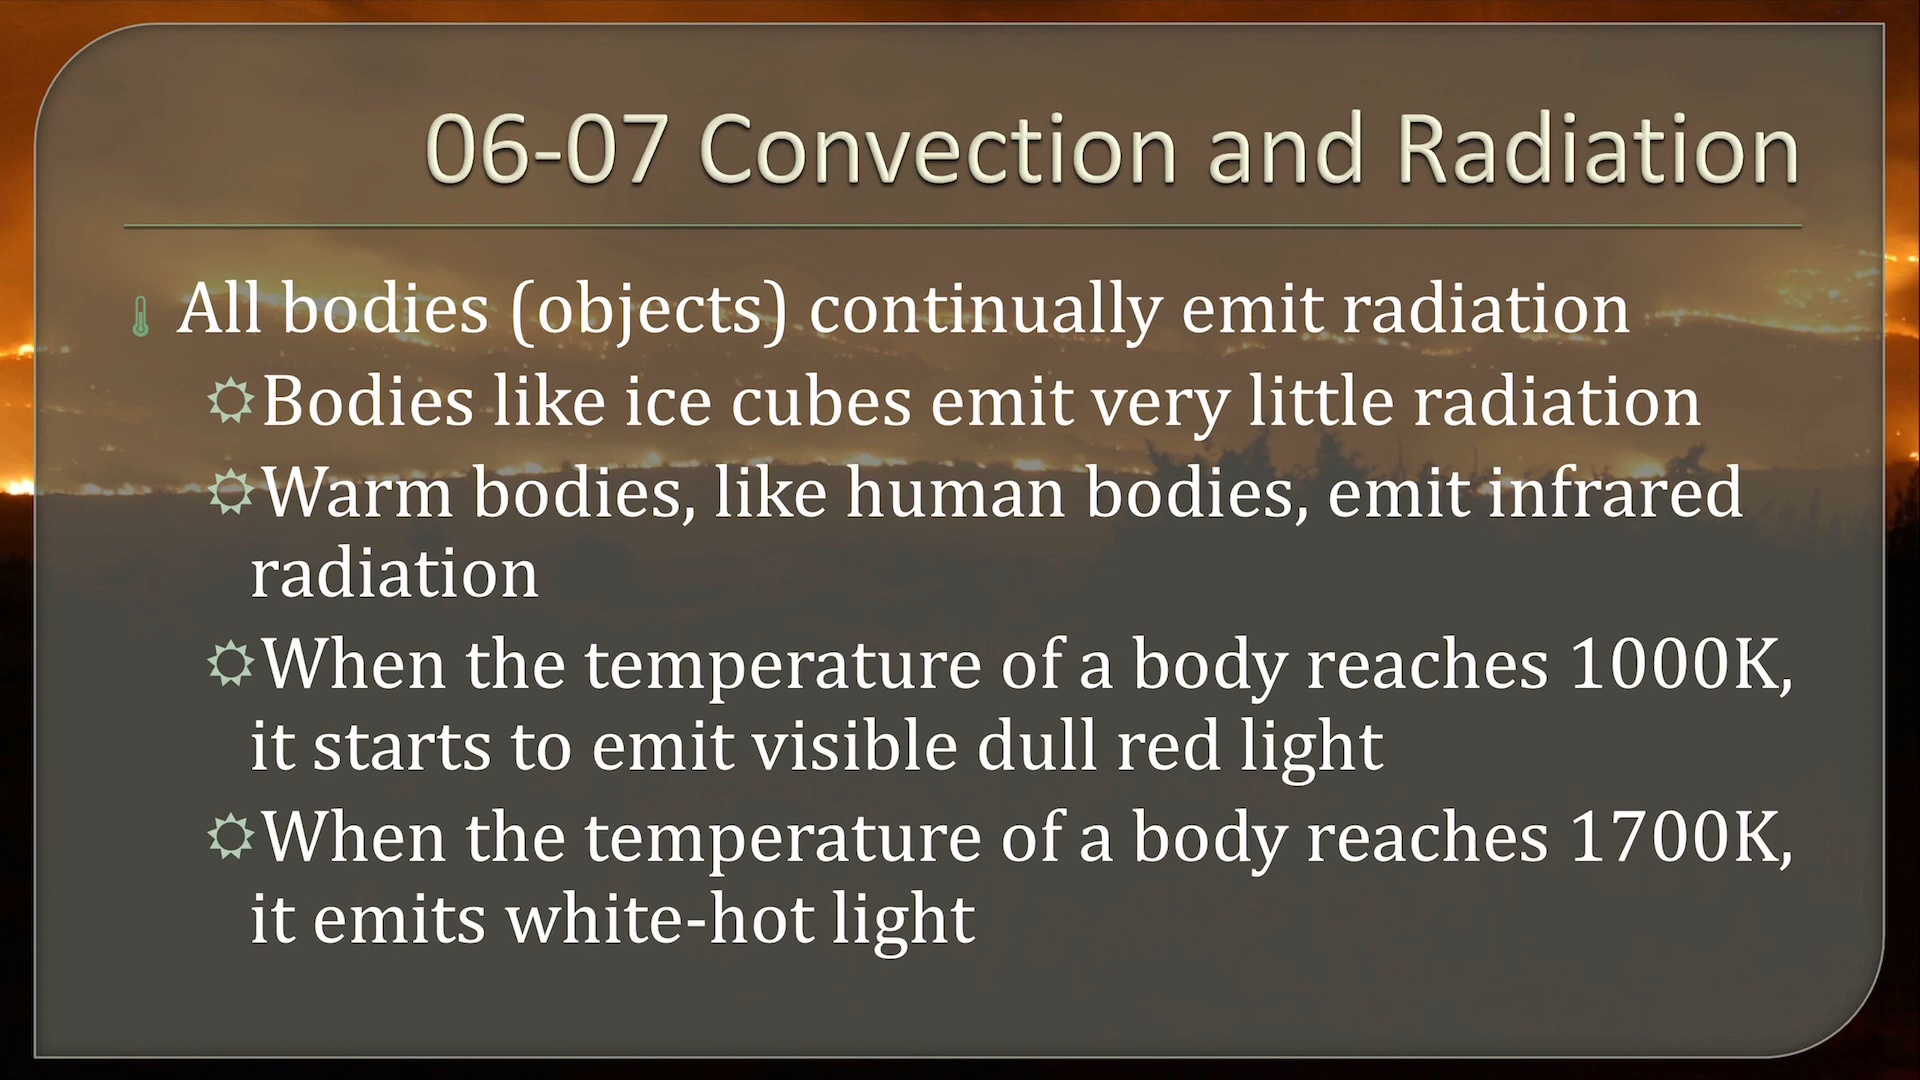 06-07 Convection and Radiation
All bodies (objects) continually emit radiation
Bodies like ice cubes emit very little radiation
Warm bodies, like human bodies, emit infrared
radiation
When the temperature of a body reaches 1000K,
it starts to emit visible dull red light
When the temperature of a body reaches 1700K,
it emits white-hot light